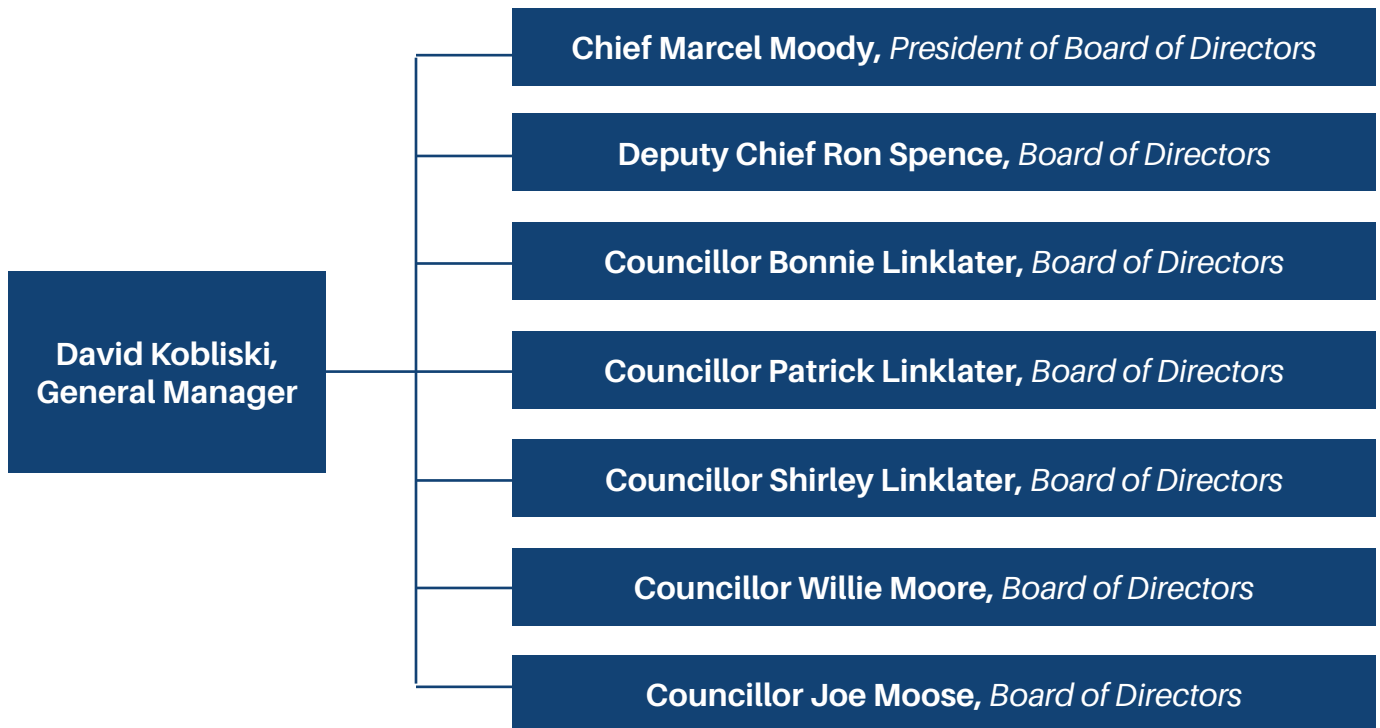 Chief Marcel Moody, President of Board of Directors
Deputy Chief Ron Spence, Board of Directors
Councillor Bonnie Linklater, Board of Directors
David Kobliski,
General Manager
Councillor Patrick Linklater, Board of Directors
Councillor Shirley Linklater, Board of Directors
Councillor Willie Moore, Board of Directors
Councillor Joe Moose, Board of Directors